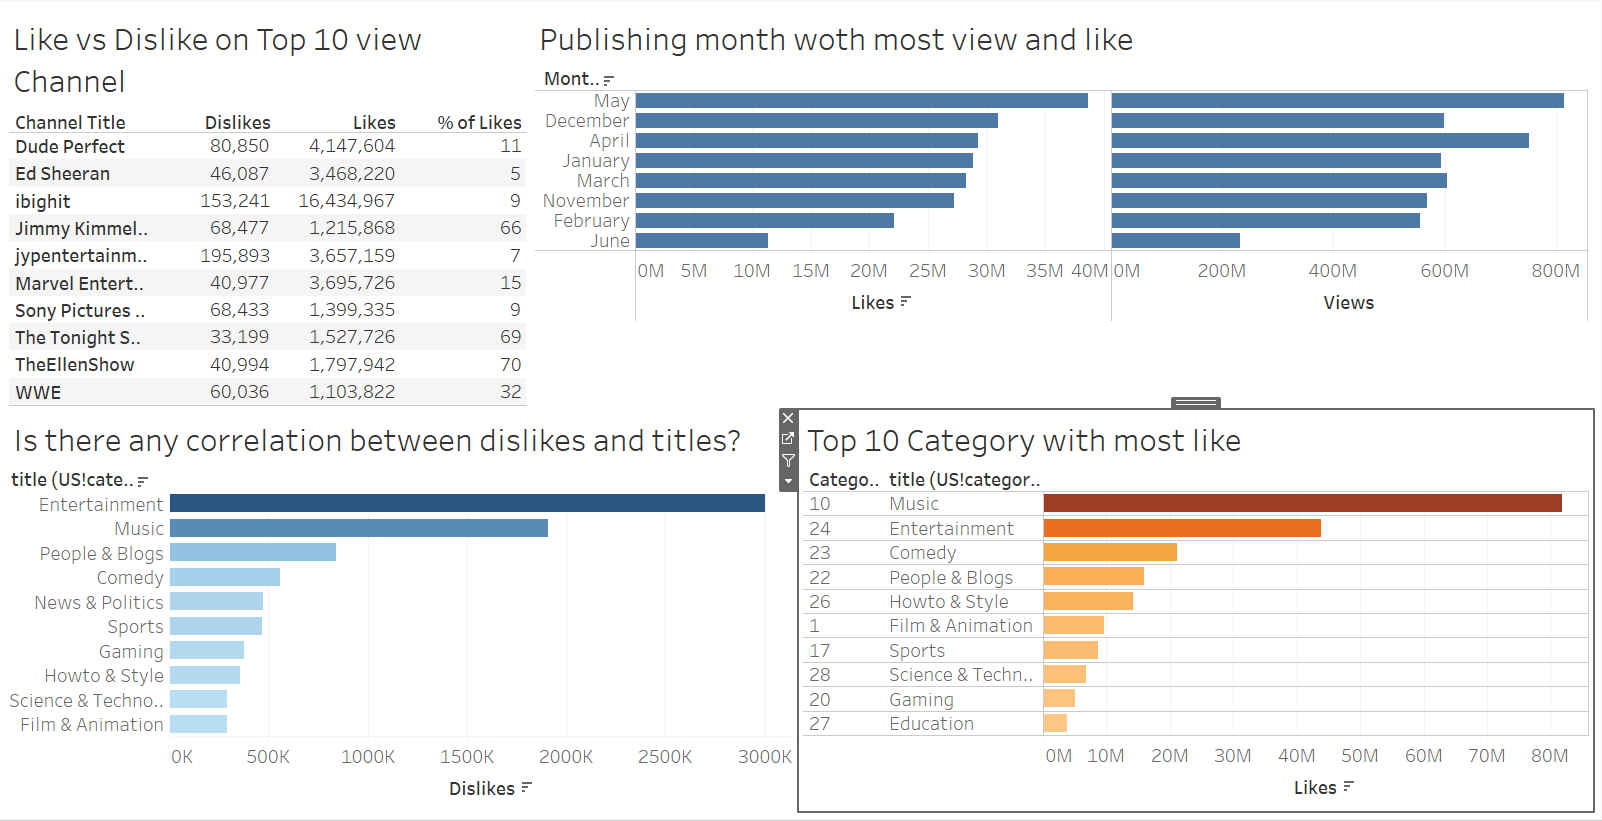 Like vs Dislike on Top 10 view
Channel
Channel Title Dislikes Likes % of Likes
Dude Perfect 80,850 4,147,604 11
Ed Sheeran 46,087 3,468,220 5
ibighit 153,241 16,434,967 9
Jimmy Kimmel.. 68,477 1,215,868 66
jypentertainm.. 195,893 3,657,159 7
Marvel Entert.. 40,977 3,695,726 15
Sony Pictures .. 68,433 1,399,335 9
The Tonight S.. 33,199 1,527,726 69
TheEllenShow 40,994 1,797,942 70
WWE 60,036 1,103,822 32
Publishing month woth most view and like
Mont..
May
December
April
January
March
November
February
June
0M 5M 10M 15M 20M 25M 30M 35M 40M 0M 200M 400M 600M 800M
Likes Views
Is there any correlation between dislikes and titles?
title (US!cate..
Entertainment
Music
People & Blogs
Comedy
News & Politics
Sports
Gaming
Howto & Style
Science & Techno..
Film & Animation
0K 500K 1000K 1500K 2000K 2500K 3000K
Dislikes
Top 10 Category with most like
Catego.. title (US!categor..
10 Music
24 Entertainment
23 Comedy
22 People & Blogs
26 Howto & Style
1 Film & Animation
17 Sports
28 Science & Techn..
20 Gaming
27 Education
0M 10M 20M 30M 40M 50M 60M 70M 80M
Likes